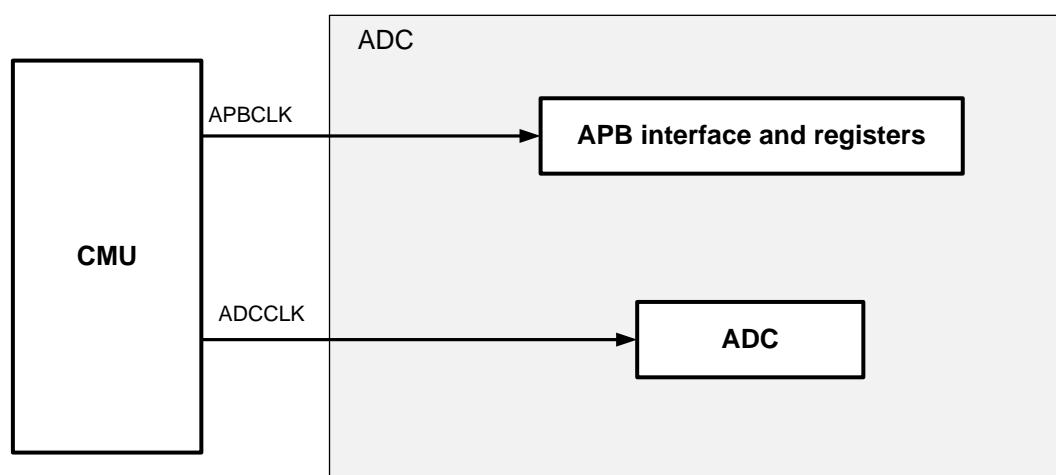 ADC
APBCLK
APB interface and registers
CMU
ADCCLK
ADC